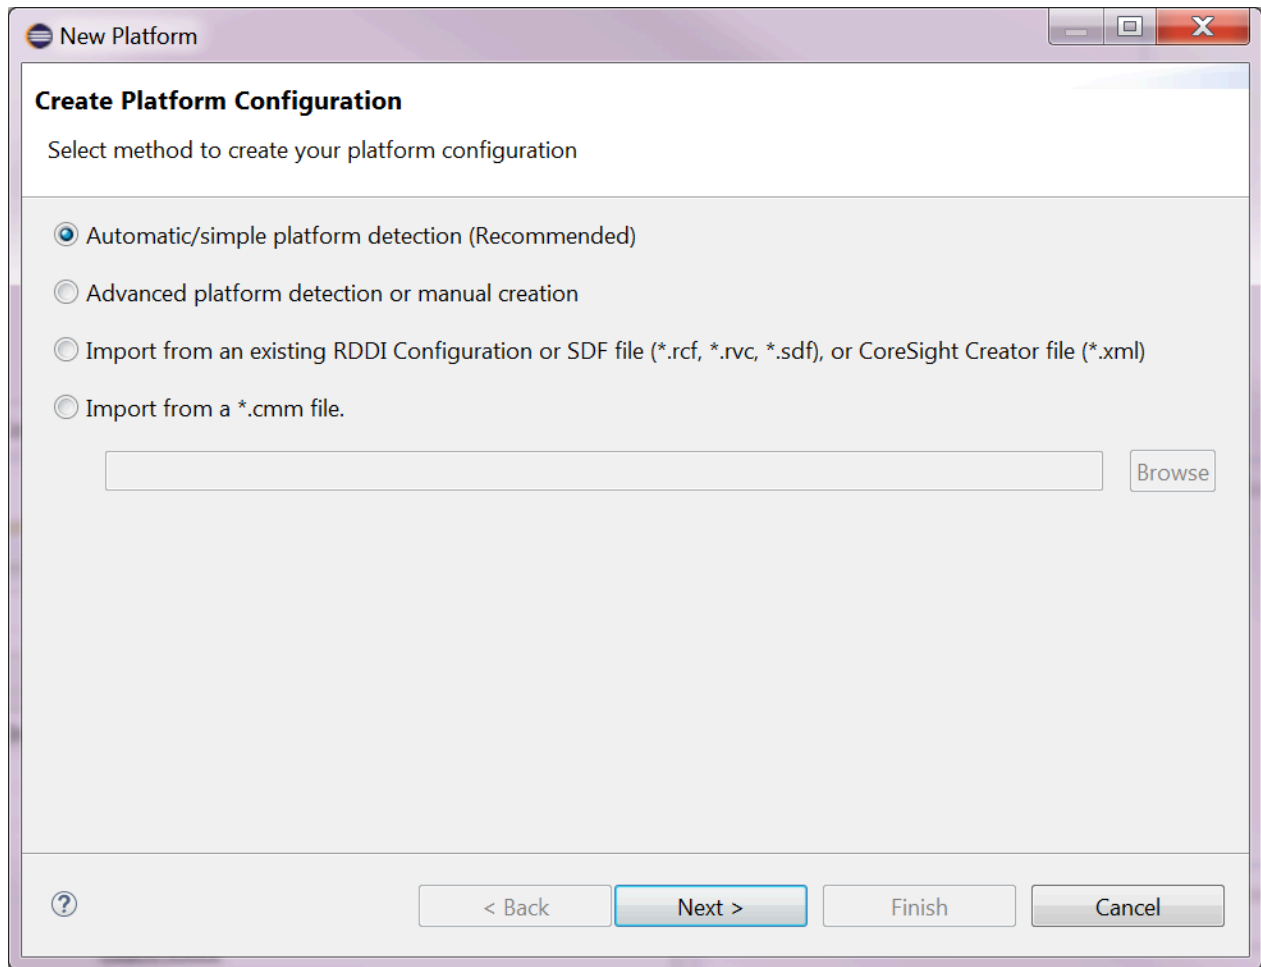 New Platform
Create Platform Configuration
Select method to create your platform configuration
Automatic/simple platform detection (Recommended)
Advanced platform detection or manual creation
Import from an existing RDDI Configuration or SDF file (*.rcf, *.rvc, *.sdf), or CoreSight Creator file (*.xml)
Import from a *.cmm file.
Browse
< Back Next > Finish Cancel